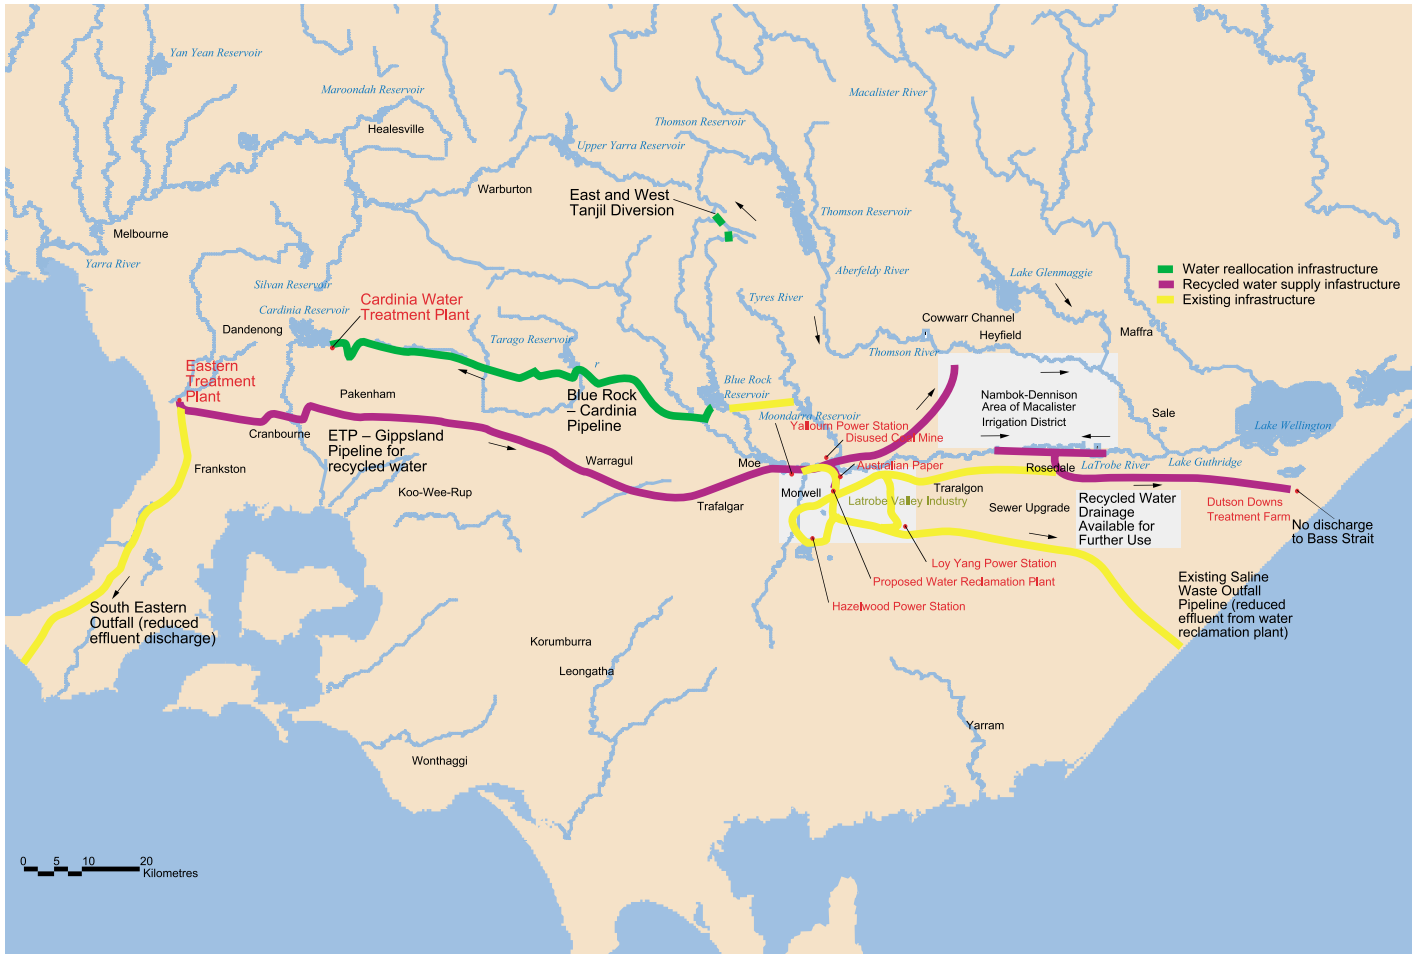 Yan Yean Reservoir
Maroondah Reservoir
Macalister River
Healesville
Thomson Reservoir
Upper Yarra Reservoir
Warburton
East and West
Tanjil Diversion
Thomson Reservoir
Melbourne
Yarra River
Silvan Reservoir
Aberfeldy River
Lake Glenmaggie
Water reallocation infrastructure
Recycled water supply infastructure
Existing infrastructure
Cardinia Reservoir
Cardinia Water
Treatment Plant
Tyres River
Dandenong
Tarago Reservoir
Cowwarr Channel
Heyfield
Maffra
Thomson River
r
Eastern
Treatment
Plant
Pakenham
Blue Rock
– Cardinia
Pipeline
Blue Rock
Reservoir
Moondarra Reservoir
Nambok-Dennison
Area of Macalister
Irrigation District
Sale
Lake Wellington
Cranbourne
ETP – Gippsland
Pipeline for
recycled water
Yallourn Power Station
Disused Coal Mine
Frankston
Warragul
Moe
Australian Paper
Rosedale
LaTrobe River
Lake Guthridge
Koo-Wee-Rup
Trafalgar
Morwell
Latrobe Valley Industry
Traralgon
Sewer Upgrade
Recycled Water
Drainage
Available for
Further Use
Dutson Downs
Treatment Farm
No discharge
to Bass Strait
Loy Yang Power Station
Proposed Water Reclamation Plant
Hazelwood Power Station
Existing Saline
Waste Outfall
Pipeline (reduced
effluent from water
reclamation plant)
South Eastern
Outfall (reduced
effluent discharge)
Korumburra
Leongatha
Yarram
Wonthaggi
0 5 10 20
Kilometres